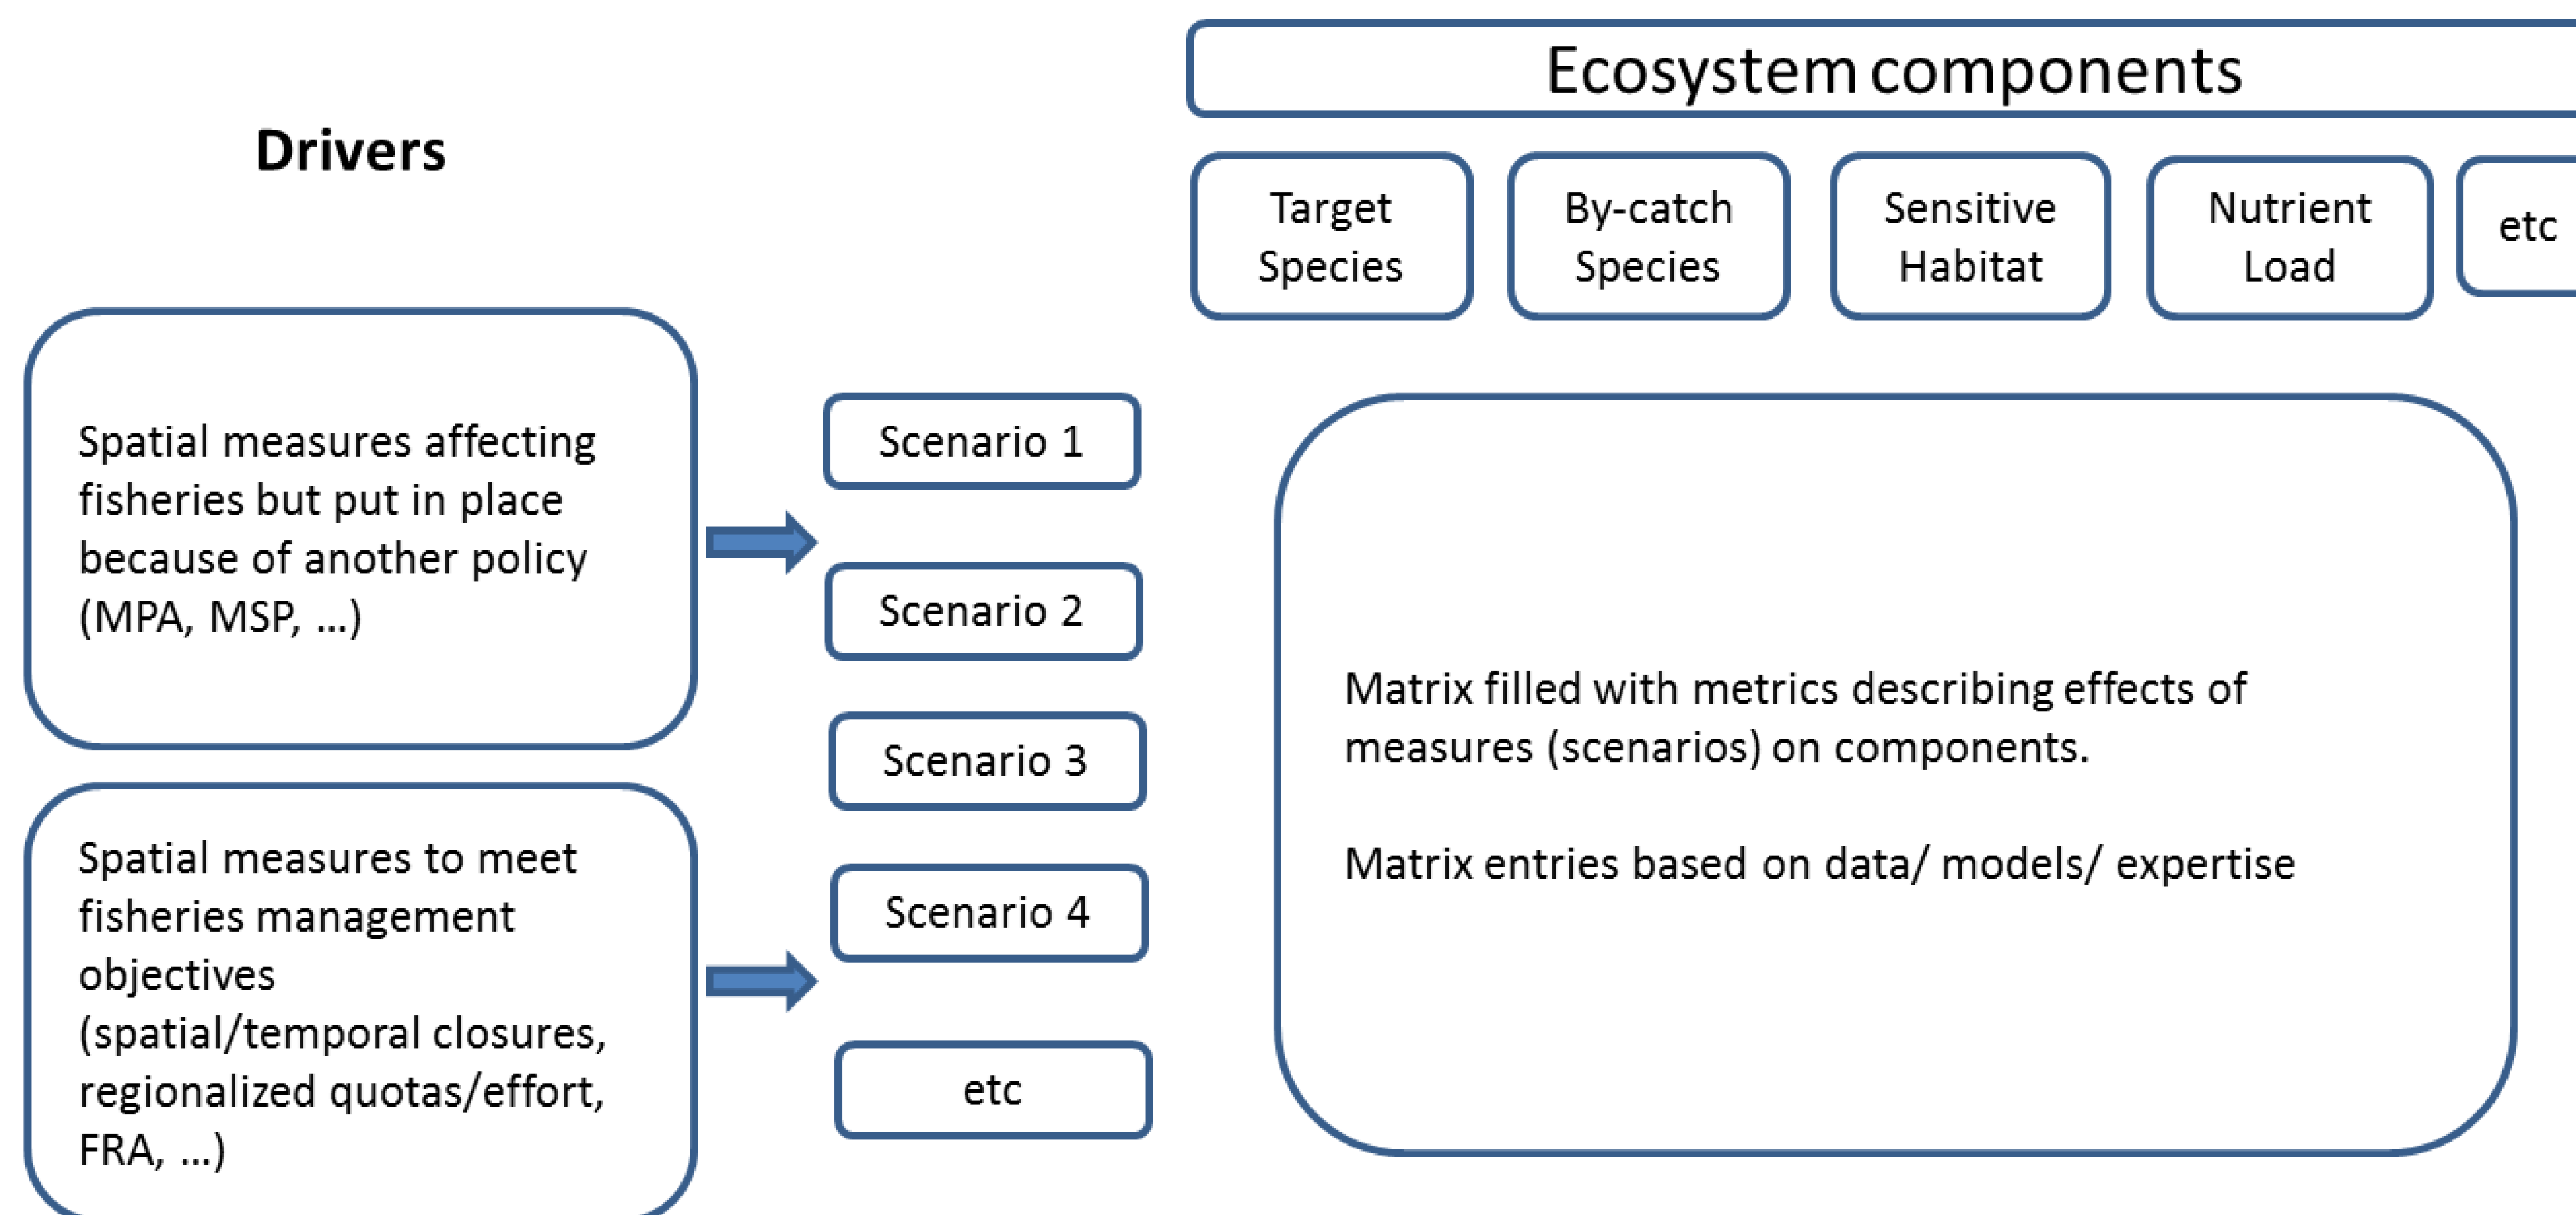 Ecosystem components
Drivers
Target
Species
By-catch
Species
Sensitive
Habitat
Nutrient
Load
etc
Spatial measures affecting
fisheries but put in place
because of another policy
(MPA, MSP, ...)
Spatial measures to meet
fisheries management
objectives
(spatial/temporal closures,
regionalized quotas/effort,
FRA, ...)
Scenario 1
Scenario 2
Scenario 3
Scenario 4
etc
Matrix filled with metrics describing effects of
measures (scenarios) on components.
Matrix entries based on data/ models/ expertise